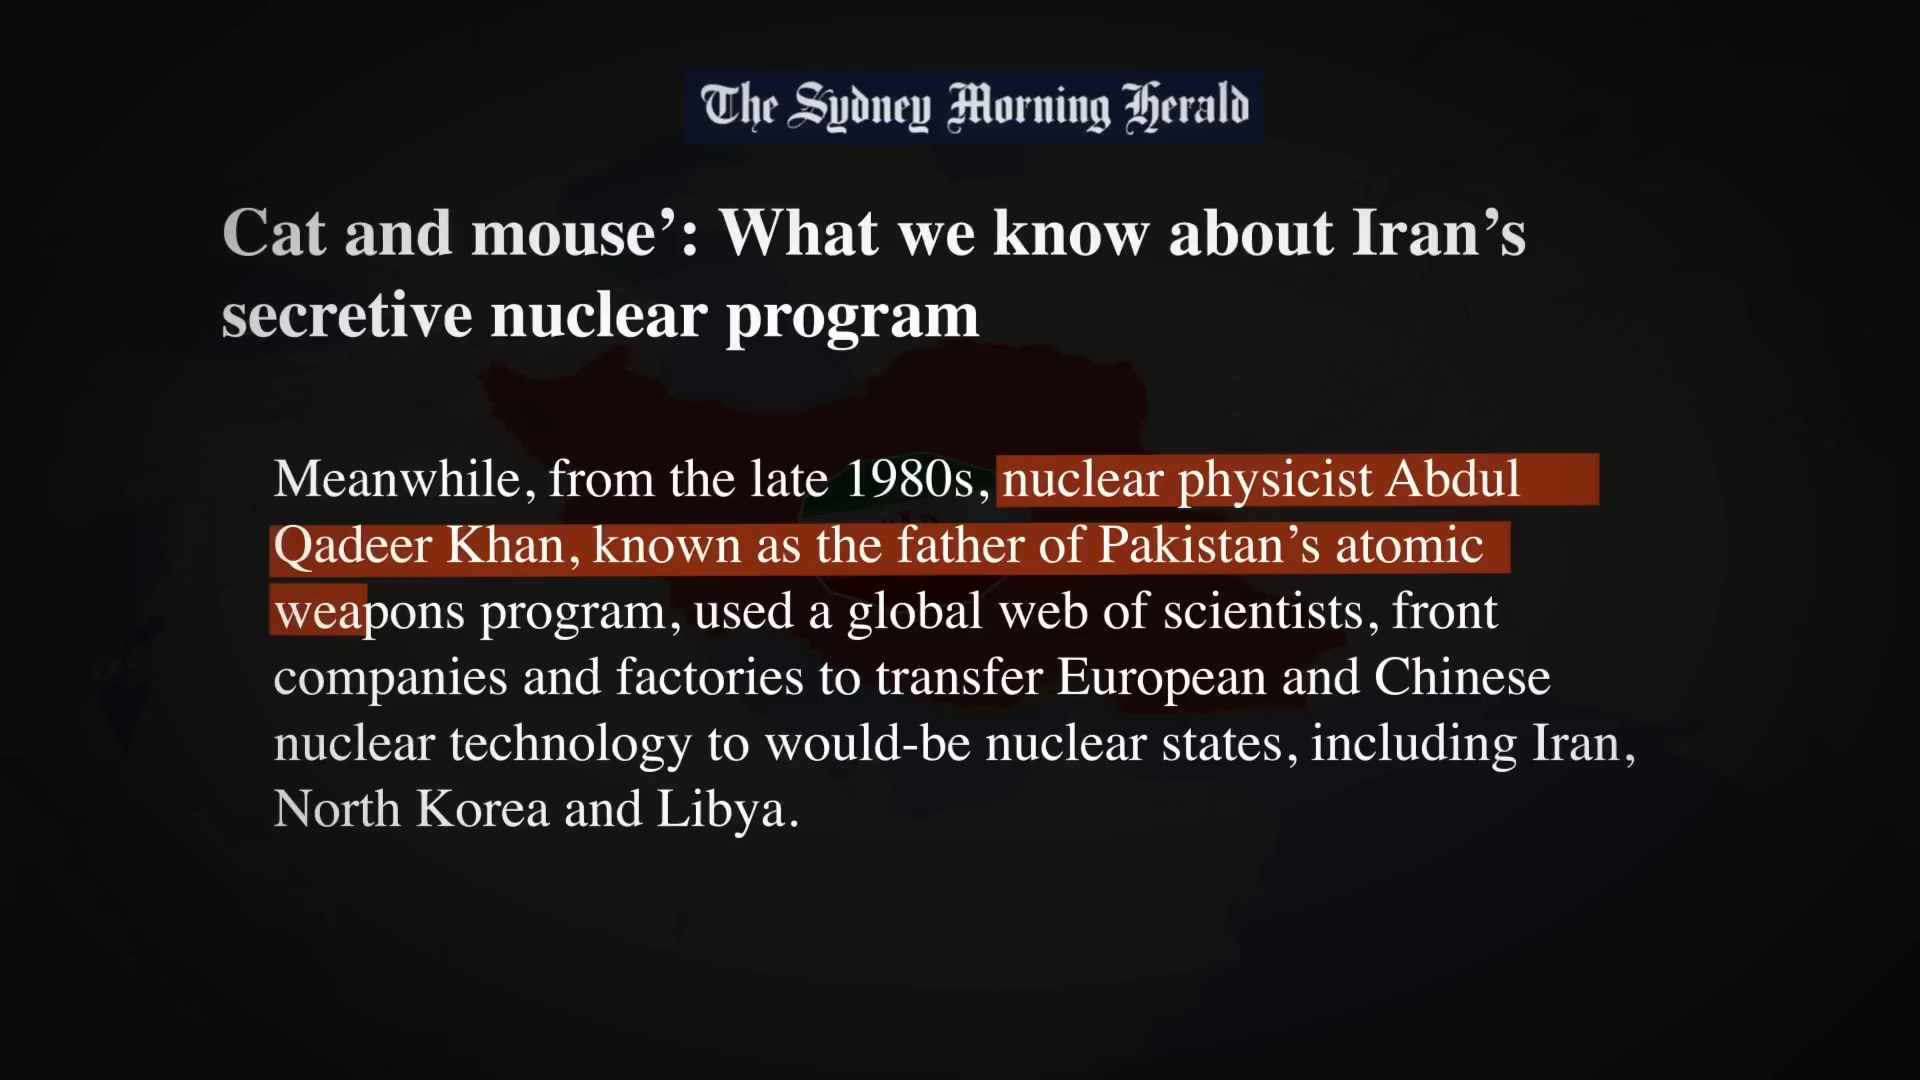 The Sydney Morning Herald
Cat and mouse’: What we know about Iran’s
secretive nuclear program
Meanwhile, from the late 1980s, nuclear physicist Abdul
Qadeer Khan, known as the father of Pakistan’s atomic
weapons program, used a global web of scientists, front
companies and factories to transfer European and Chinese
nuclear technology to would-be nuclear states, including Iran,
North Korea and Libya.